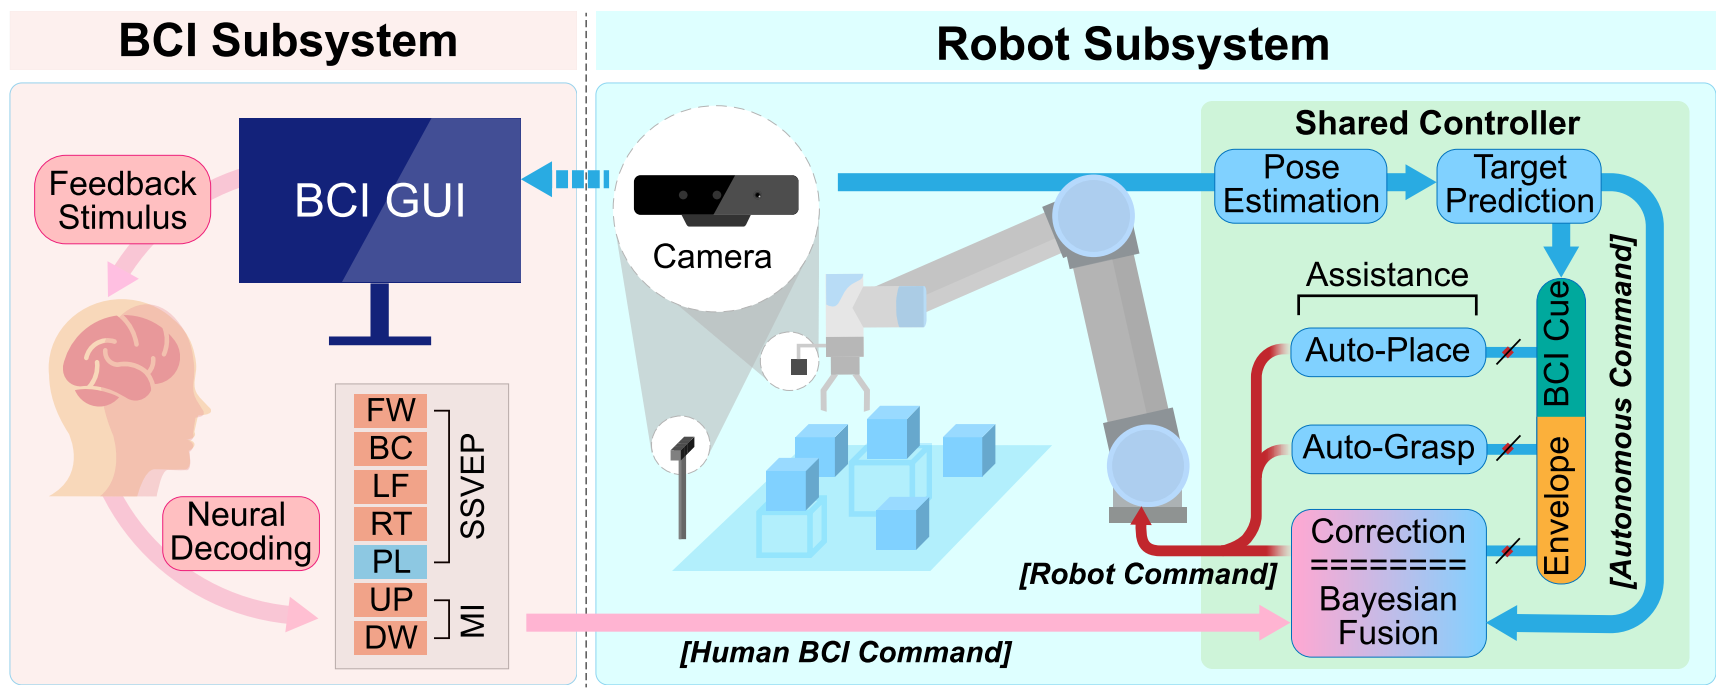 BCI Subsystem
Robot Subsystem
Feedback
Stimulus
BCI GUI
Neural
Decoding
FW
BC
LF
RT
PL
UP
DW
SSVEP
MI
Camera
Shared Controller
Pose
Estimation
Target
Prediction
Assistance
Auto-Place
Auto-Grasp
BCI Cue
Envelope
[Autonomous Command]
Correction
========
Bayesian
Fusion
[Robot Command]
[Human BCI Command]